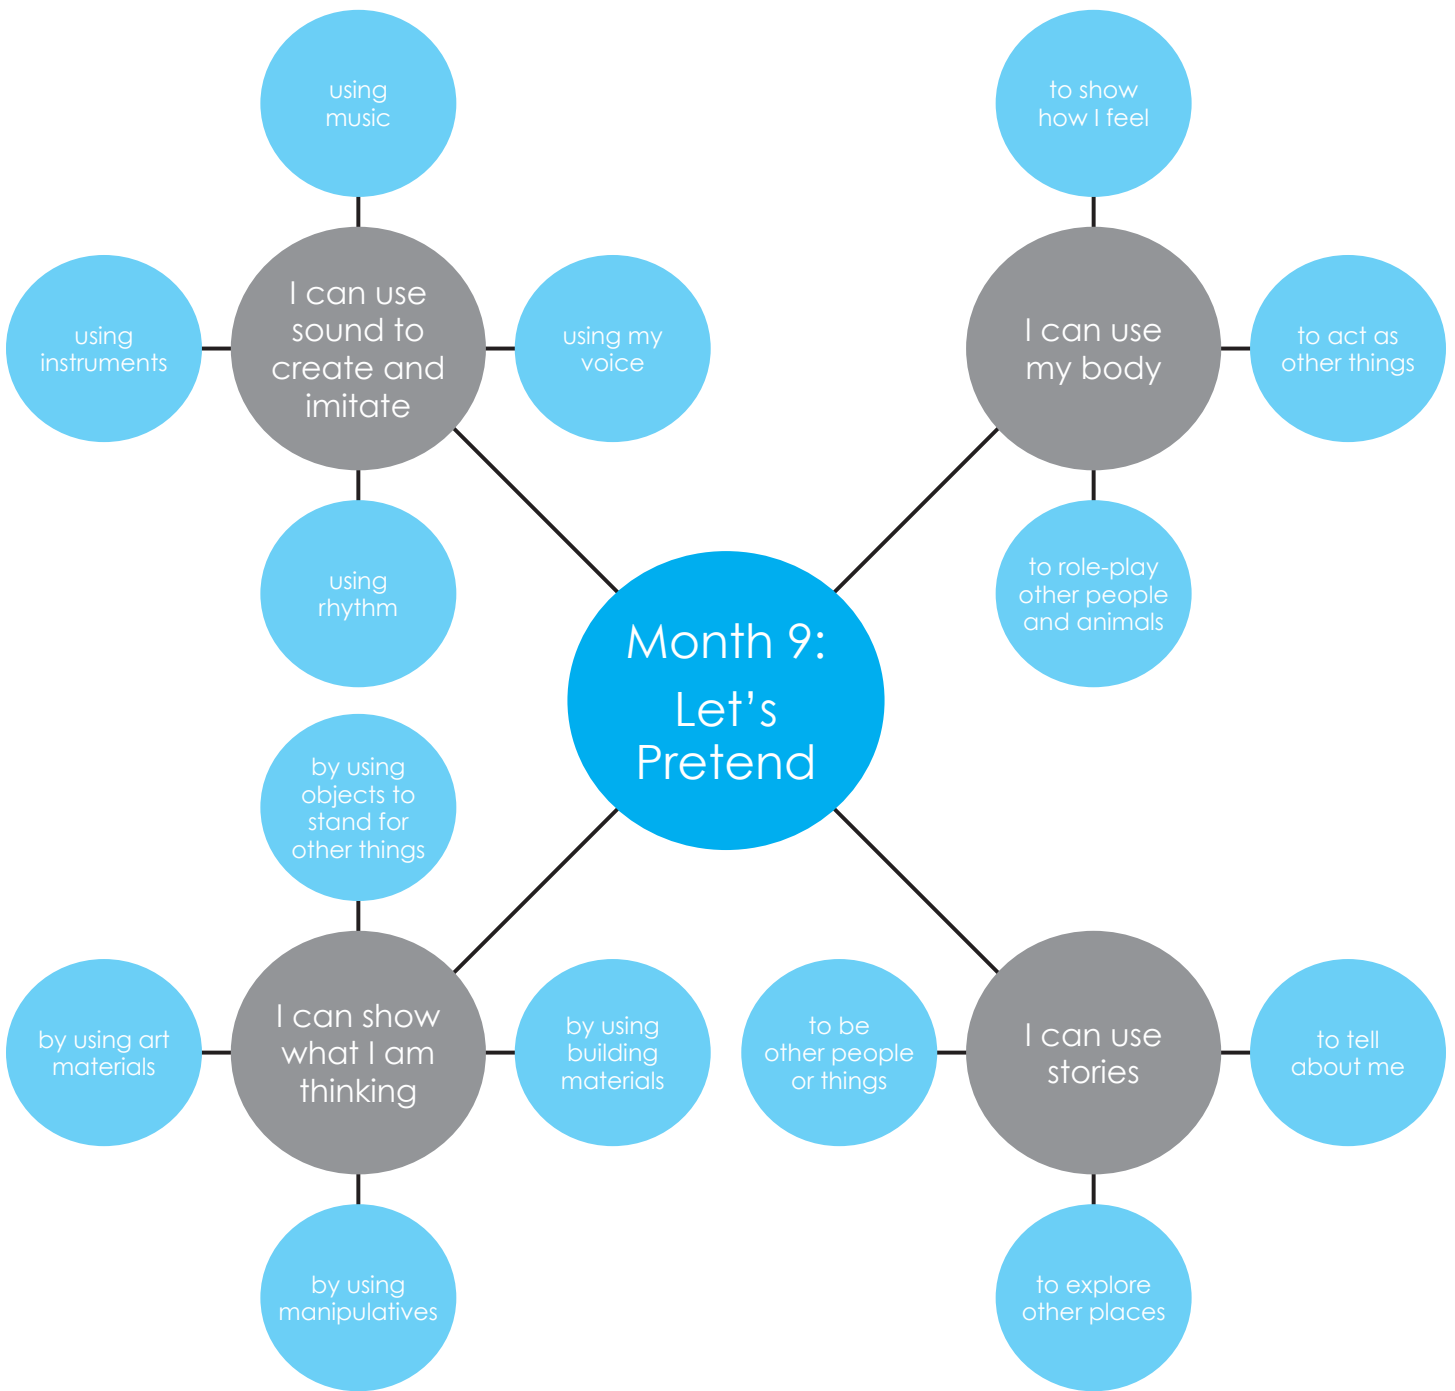 using
music
I can use
sound to
create and
imitate
using
instruments
using my
voice
using
rhythm
to show
how I feel
I can use
my body
to act as
other things
to role-play
other people
and animals
Month 9:
Let’s
Pretend
by using
objects to
stand for
other things
I can show
what I am
thinking
by using art
materials
by using
building
materials
by using
manipulatives
to be
other people
or things
I can use
stories
to tell
about me
to explore
other places